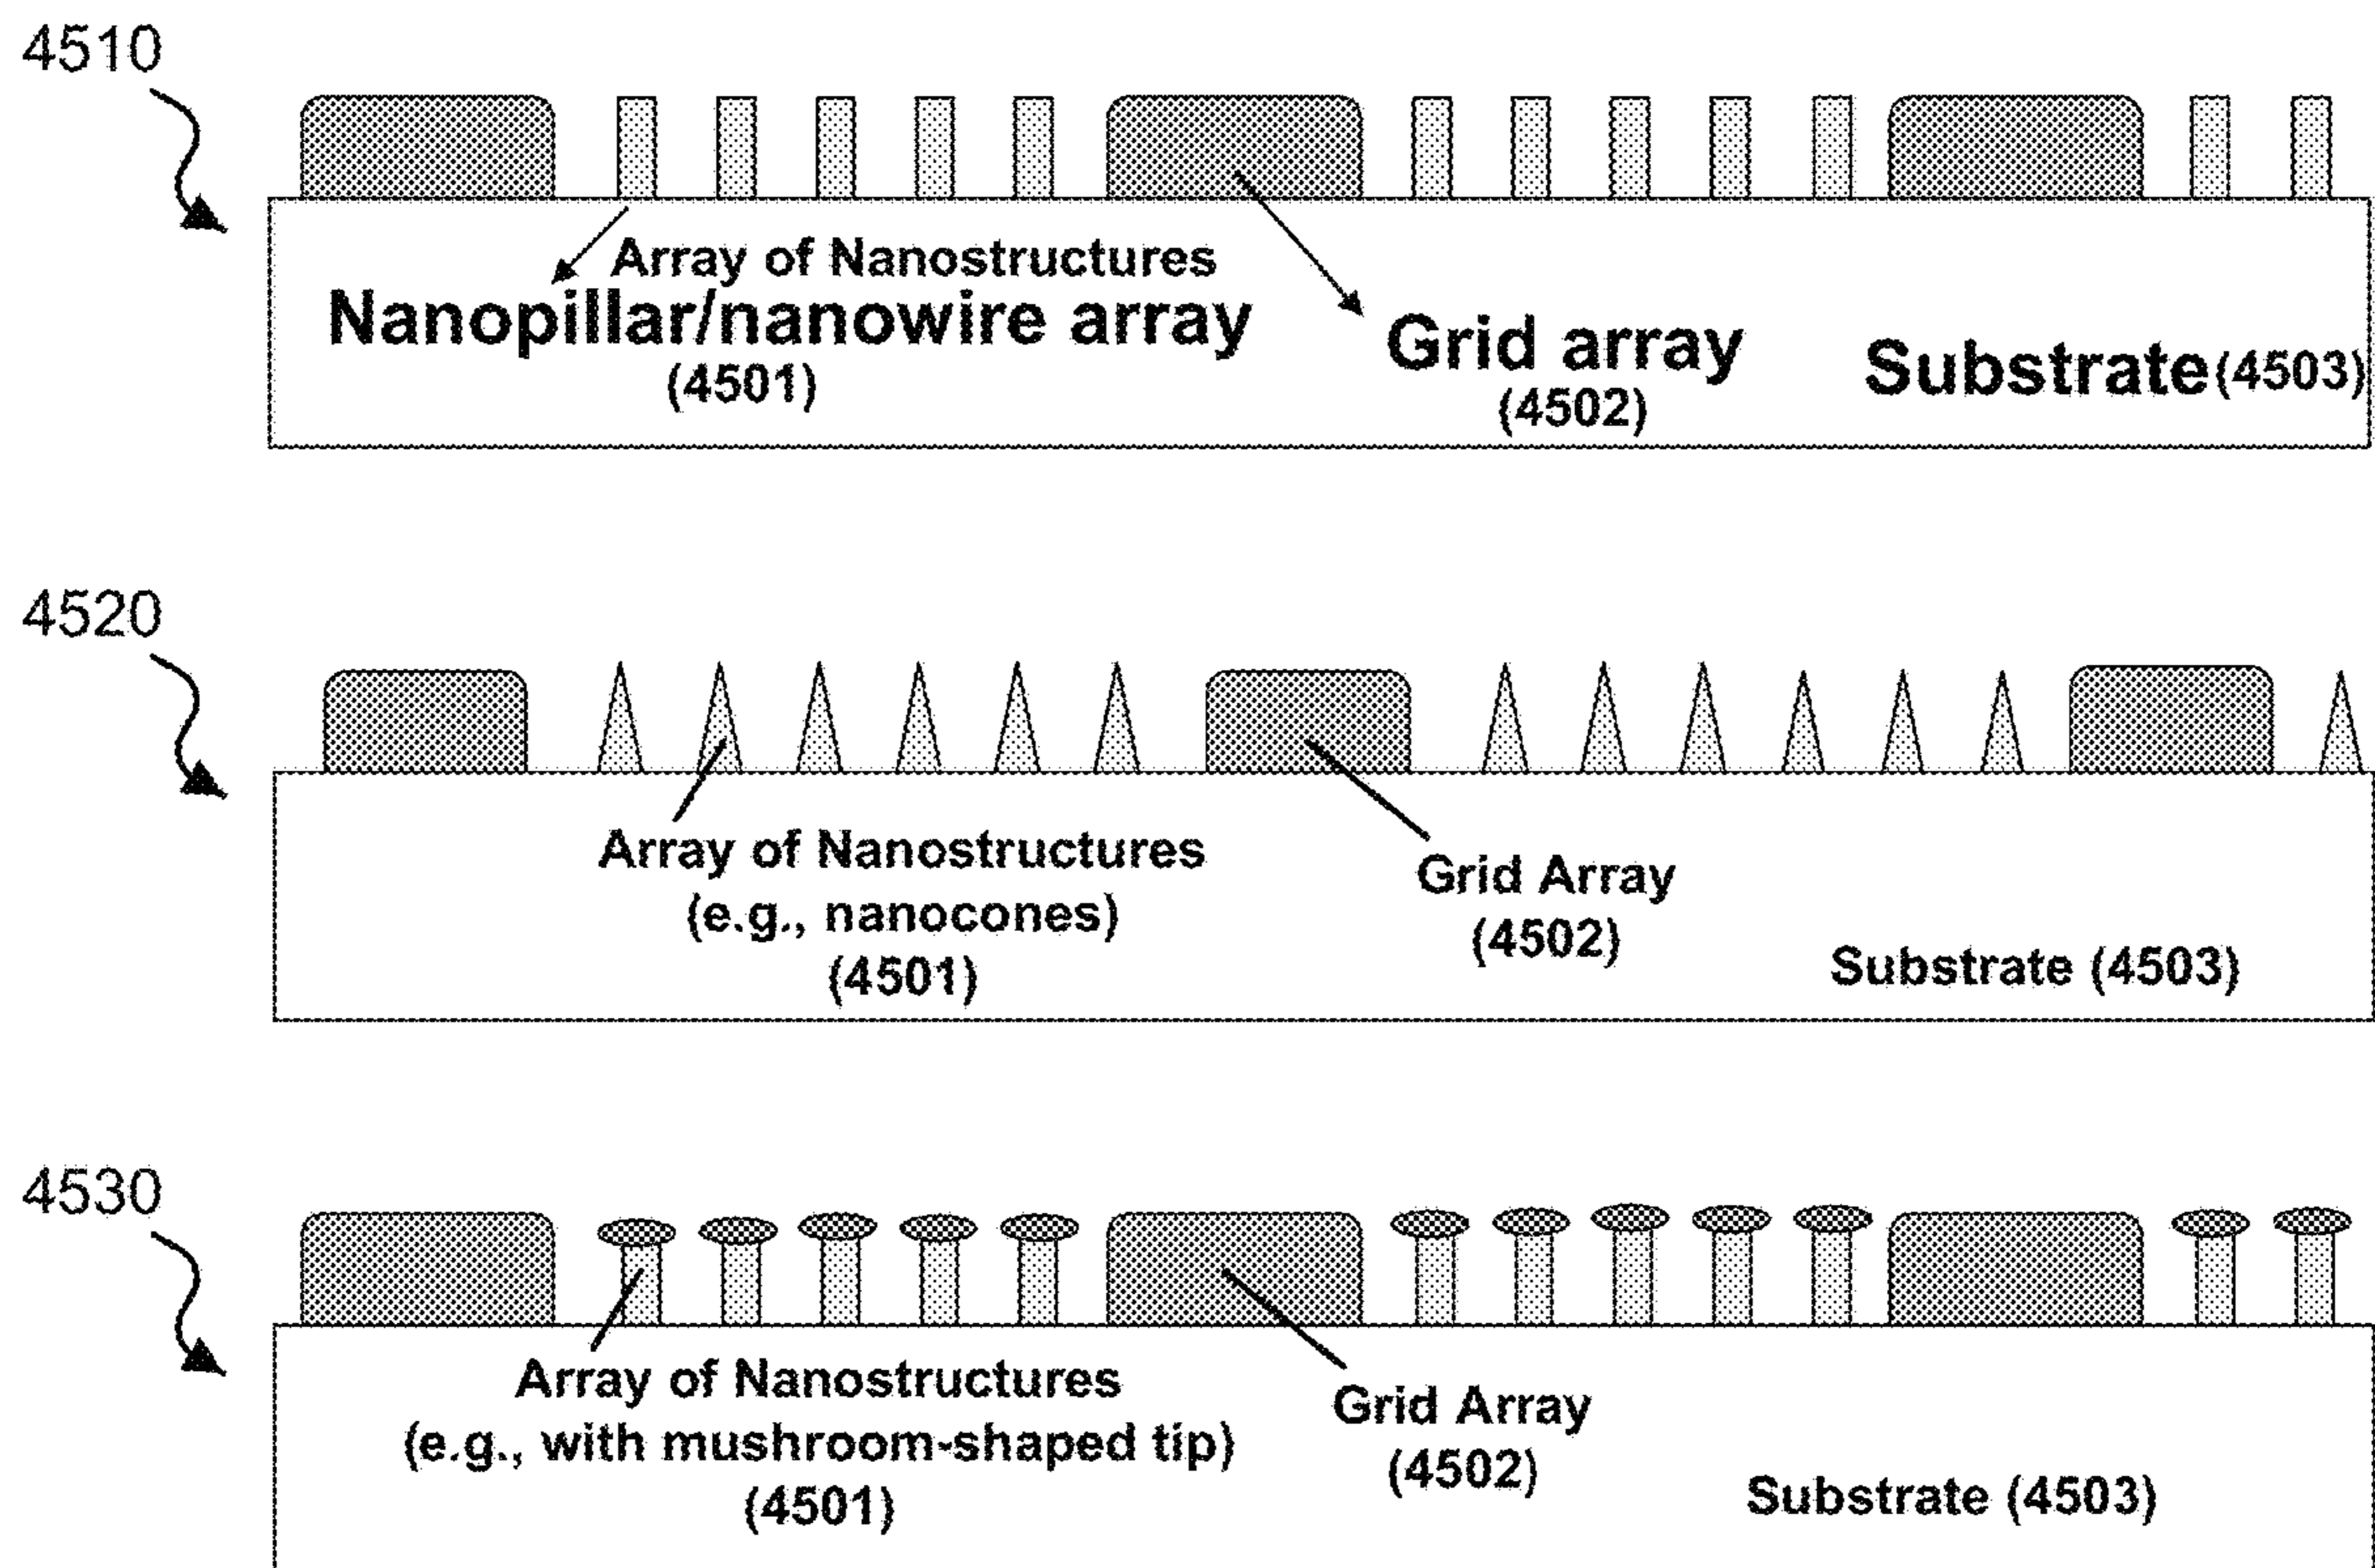 4510
Array of Nanostructures
Nanopillar/nanowire array
(4501)
Grid array
(4502)
Substrate (4503)
4520
Array of Nanostructures
(e.g., nanocones)
(4501)
Grid Array
(4502)
Substrate (4503)
4530
Array of Nanostructures
(e.g., with mushroom-shaped tip)
(4501)
Grid Array
(4502)
Substrate (4503)